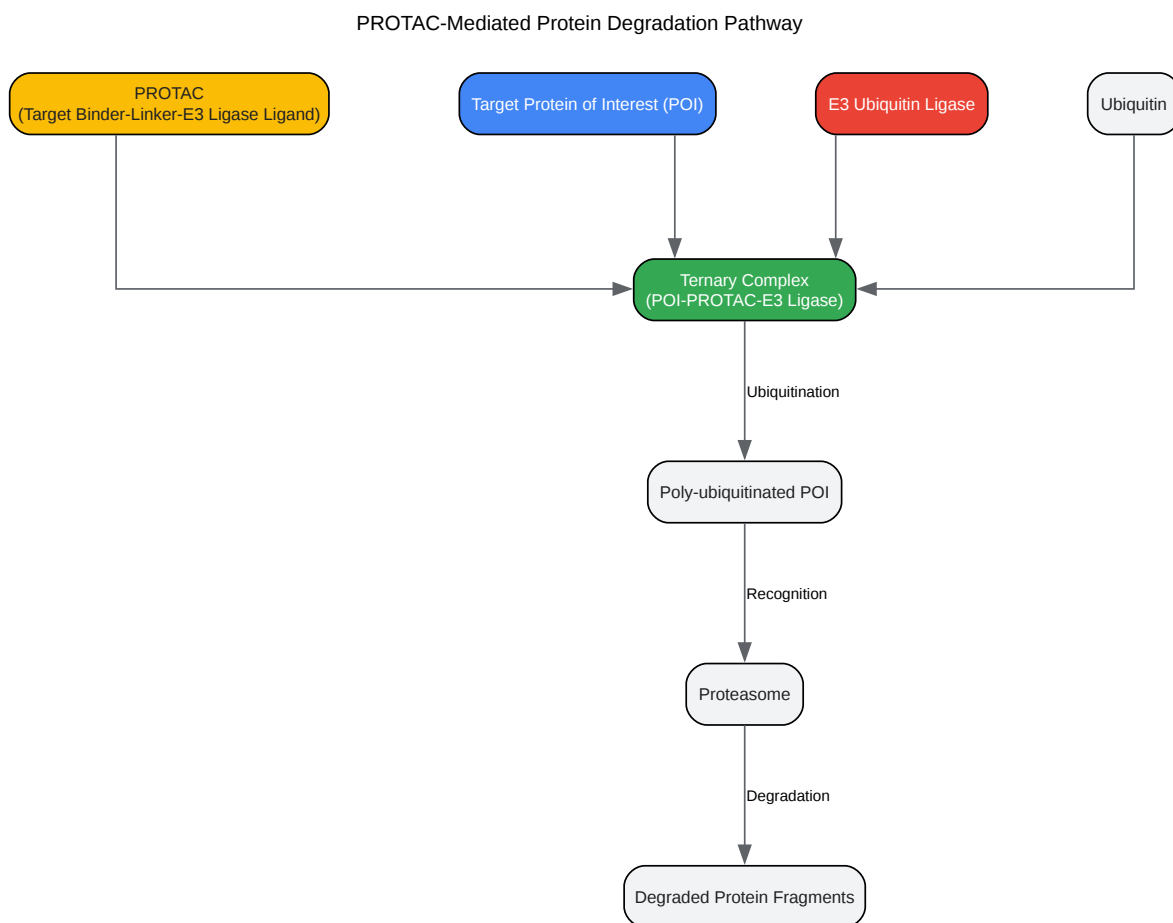 PROTAC-Mediated Protein Degradation Pathway
PROTAC
(Target Binder-Linker-E3 Ligase Ligand)
Target Protein of Interest (POI)
E3 Ubiquitin Ligase
Ubiquitin
Ternary Complex
(POI-PROTAC-E3 Ligase)
Ubiquitination
Poly-ubiquitinated POI
Recognition
Proteasome
Degradation
Degraded Protein Fragments